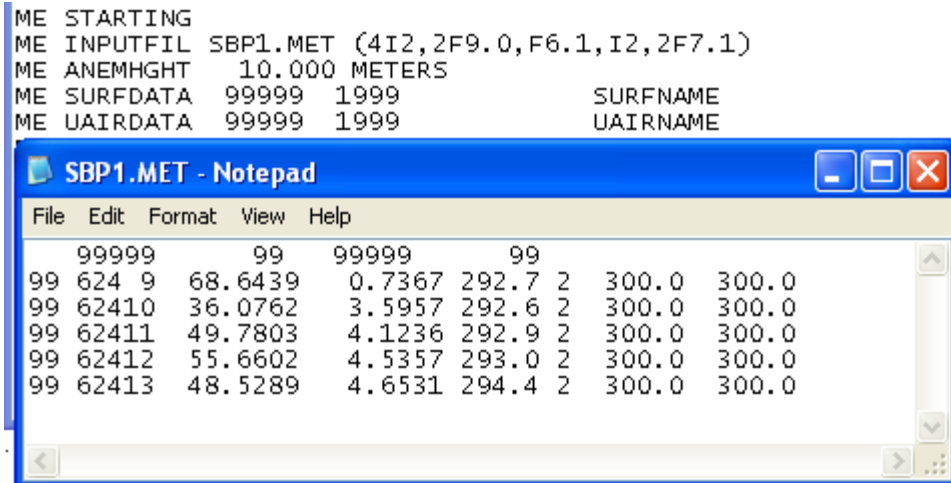 ME STARTING
ME INPUTFIL SBP1.MET (4I2,2F9.0,F6.1,I2,2F7.1)
ME ANEMHGHT   10.000 METERS
ME SURFDATA  99999  1999             SURFNAME
ME UAIRDATA  99999  1999             UAIRNAME
SBP1.MET - Notepad
File Edit Format View Help
    99999      99   99999      99
99 624 9  68.6439   0.7367 292.7 2  300.0  300.0
99 62410  36.0762   3.5957 292.6 2  300.0  300.0
99 62411  49.7803   4.1236 292.9 2  300.0  300.0
99 62412  55.6602   4.5357 293.0 2  300.0  300.0
99 62413  48.5289   4.6531 294.4 2  300.0  300.0